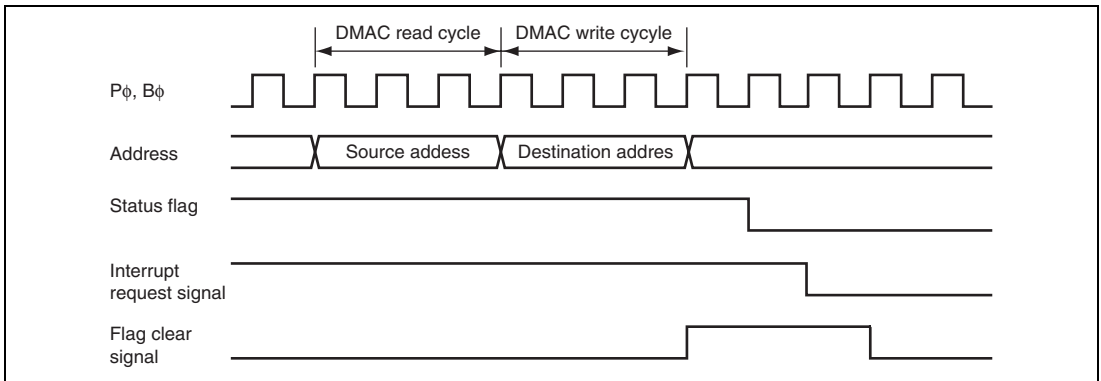 DMAC read cycle DMAC write cycyle
Pϕ, Bϕ
Address Source addess Destination addres
Status flag
Interrupt
request signal
Flag clear
signal